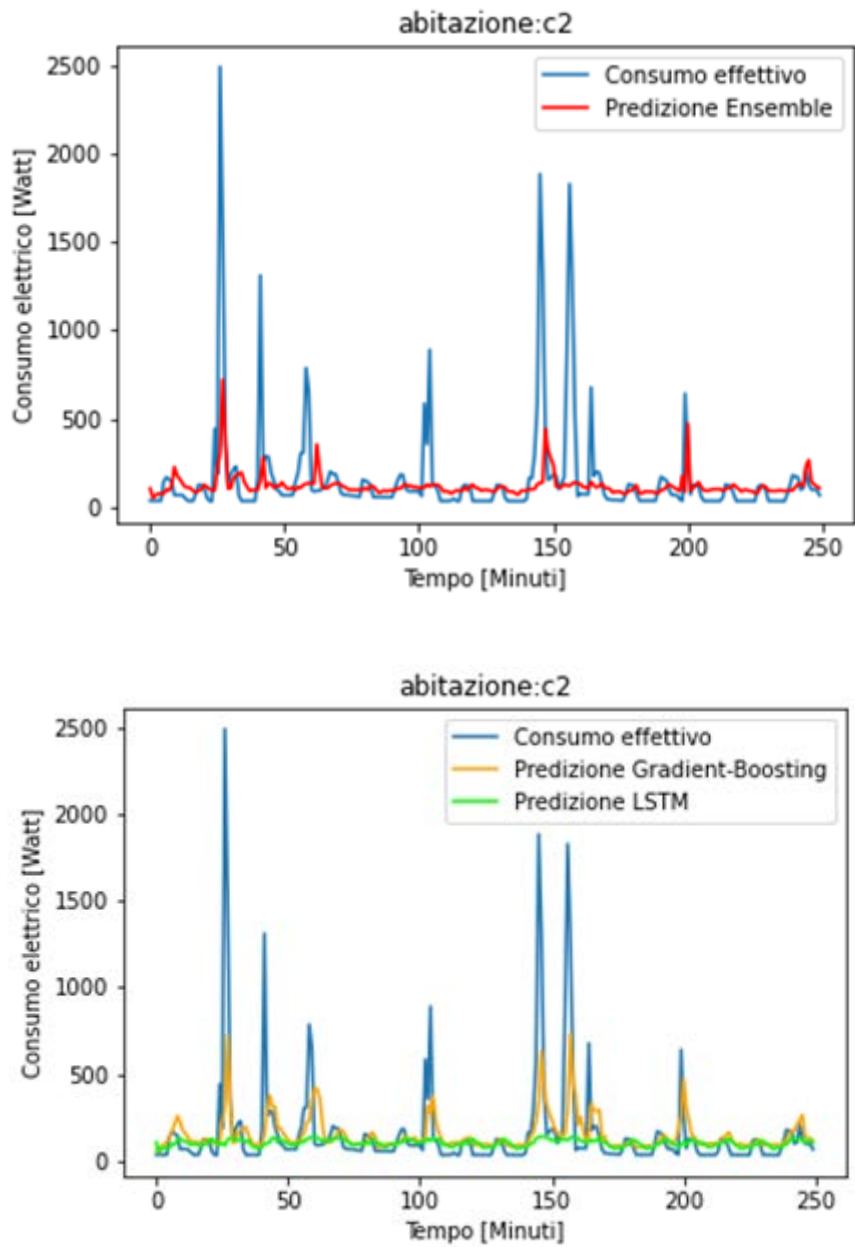 abitazione:c2
Consumo effettivo
Predizione Ensemble
Consumo elettrico [Watt]
2500
2000
1500
1000
500
0
0 50 100 150 200 250
Tempo [Minuti]
abitazione:c2
Consumo effettivo
Predizione Gradient-Boosting
Predizione LSTM
Consumo elettrico [Watt]
2500
2000
1500
1000
500
0
0 50 100 150 200 250
Tempo [Minuti]